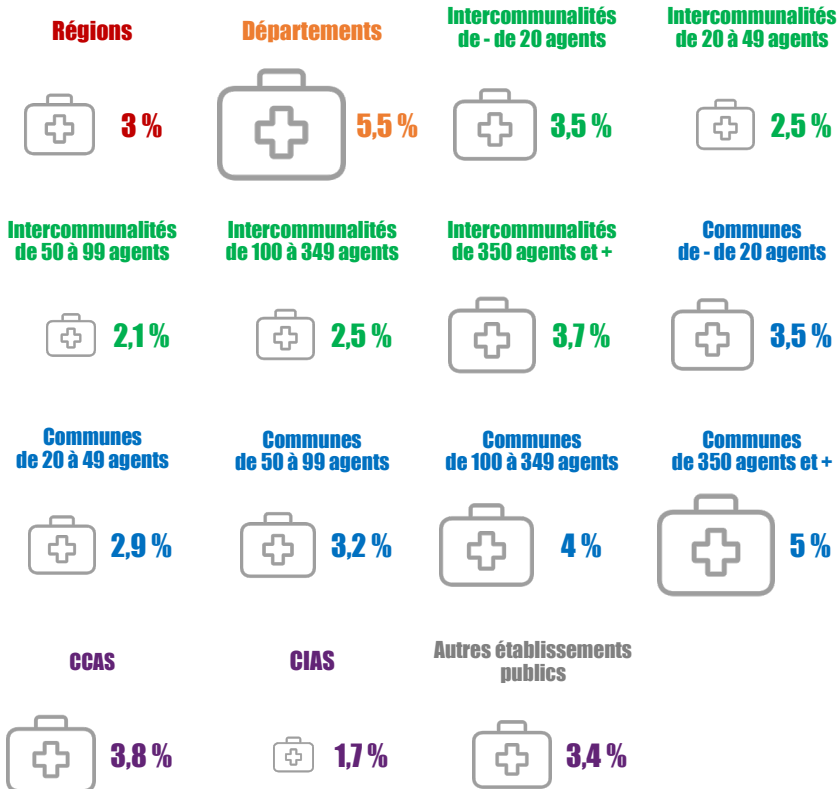 Régions
3 %
Départements
5,5 %
Intercommunalités
de - de 20 agents
3,5 %
Intercommunalités
de 20 à 49 agents
2,5 %
Intercommunalités
de 50 à 99 agents
2,1 %
Intercommunalités
de 100 à 349 agents
2,5 %
Intercommunalités
de 350 agents et +
3,7 %
Communes
de - de 20 agents
3,5 %
Communes
de 20 à 49 agents
2,9 %
Communes
de 50 à 99 agents
3,2 %
Communes
de 100 à 349 agents
4 %
Communes
de 350 agents et +
5 %
CCAS
3,8 %
CIAS
1,7 %
Autres établissements
publics
3,4 %